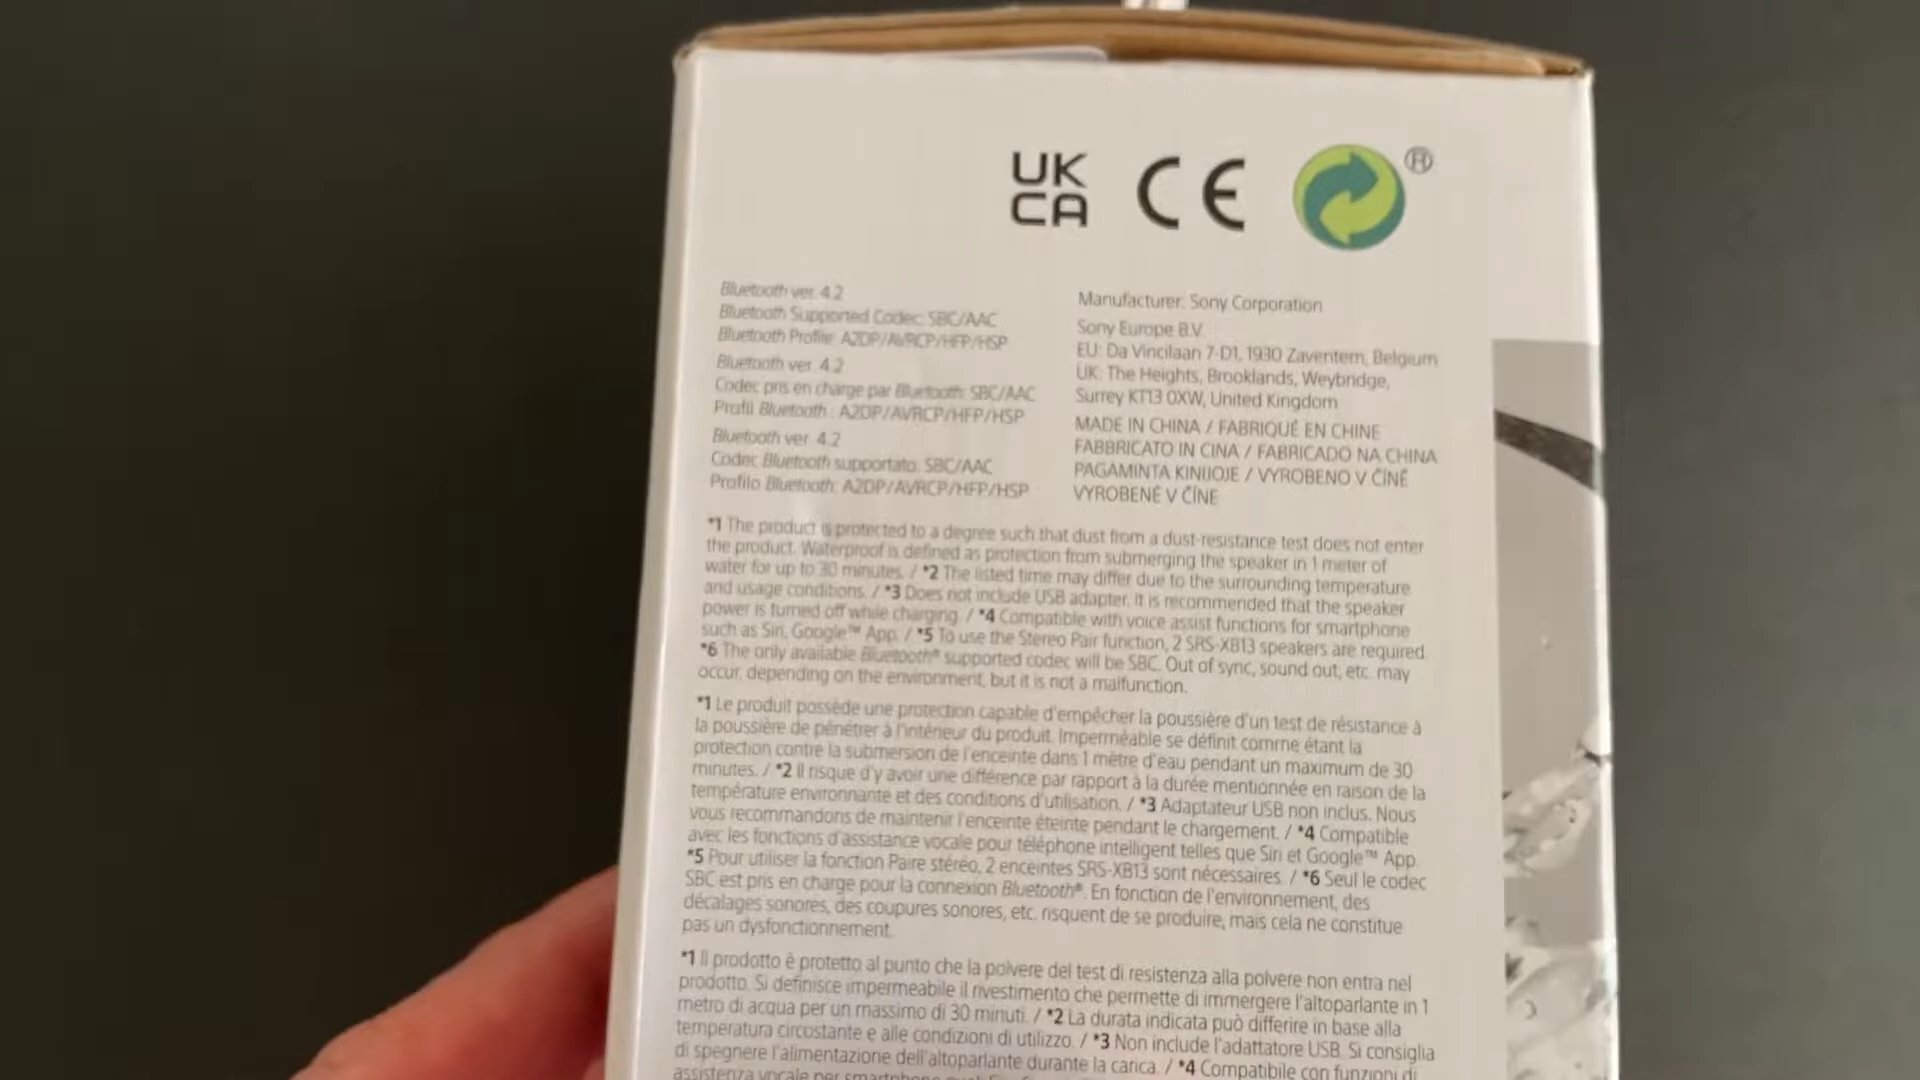 UK
CA
CE
®
Bluetooth ver. 4.2
Bluetooth Supported Codec: SBC/AAC
Bluetooth Profile: A2DP/AVRCP/HFP/HSP
Bluetooth ver. 4.2
Codec pris en charge par Bluetooth: SBC/AAC
Profil Bluetooth : A2DP/AVRCP/HFP/HSP
Bluetooth ver. 4.2
Codec Bluetooth supportato: SBC/AAC
Profilo Bluetooth: A2DP/AVRCP/HFP/HSP
Manufacturer: Sony Corporation
Sony Europe B.V.
EU: Da Vincilaan 7-D1, 1930 Zaventem, Belgium
UK: The Heights, Brooklands, Weybridge,
Surrey KT13 0XW, United Kingdom
MADE IN CHINA / FABRIQUÉ EN CHINE
FABBRICATO IN CINA / FABRICADO NA CHINA
PAGAMINTA KINIJOJE / VYROBENO V ČÍNĚ
VYROBENÉ V ČÍNE
*1 The product is protected to a degree such that dust from a dust-resistance test does not enter
the product. Waterproof is defined as protection from submerging the speaker in 1 meter of
water for up to 30 minutes. / *2 The listed time may differ due to the surrounding temperature
and usage conditions. / *3 Does not include USB adapter. It is recommended that the speaker
power is turned off while charging. / *4 Compatible with voice assist functions for smartphone
such as Siri, Google™ App. / *5 To use the Stereo Pair function, 2 SRS-XB13 speakers are required.
*6 The only available Bluetooth® supported codec will be SBC. Out of sync, sound out, etc. may
occur, depending on the environment, but it is not a malfunction.
*1 Le produit possède une protection capable d'empêcher la poussière d'un test de résistance à
la poussière de pénétrer à l'intérieur du produit. Imperméable se définit comme étant la
protection contre la submersion de l'enceinte dans 1 mètre d'eau pendant un maximum de 30
minutes. / *2 Il risque d'y avoir une différence par rapport à la durée mentionnée en raison de la
température environnante et des conditions d'utilisation. / *3 Adaptateur USB non inclus. Nous
vous recommandons de maintenir l'enceinte éteinte pendant le chargement. / *4 Compatible
avec les fonctions d'assistance vocale pour téléphone intelligent telles que Siri et Google™ App.
*5 Pour utiliser la fonction Paire stéréo, 2 enceintes SRS-XB13 sont nécessaires. / *6 Seul le codec
SBC est pris en charge pour la connexion Bluetooth®. En fonction de l'environnement, des
décalages sonores, des coupures sonores, etc. risquent de se produire, mais cela ne constitue
pas un dysfonctionnement.
*1 Il prodotto è protetto al punto che la polvere del test di resistenza alla polvere non entra nel
prodotto. Si definisce impermeabile il rivestimento che permette di immergere l'altoparlante in 1
metro di acqua per un massimo di 30 minuti. / *2 La durata indicata può differire in base alla
temperatura circostante e alle condizioni di utilizzo. / *3 Non include l'adattatore USB. Si consiglia
di spegnere l'alimentazione dell'altoparlante durante la carica. / *4 Compatibile con funzioni di
assistenza vocale per smartphone